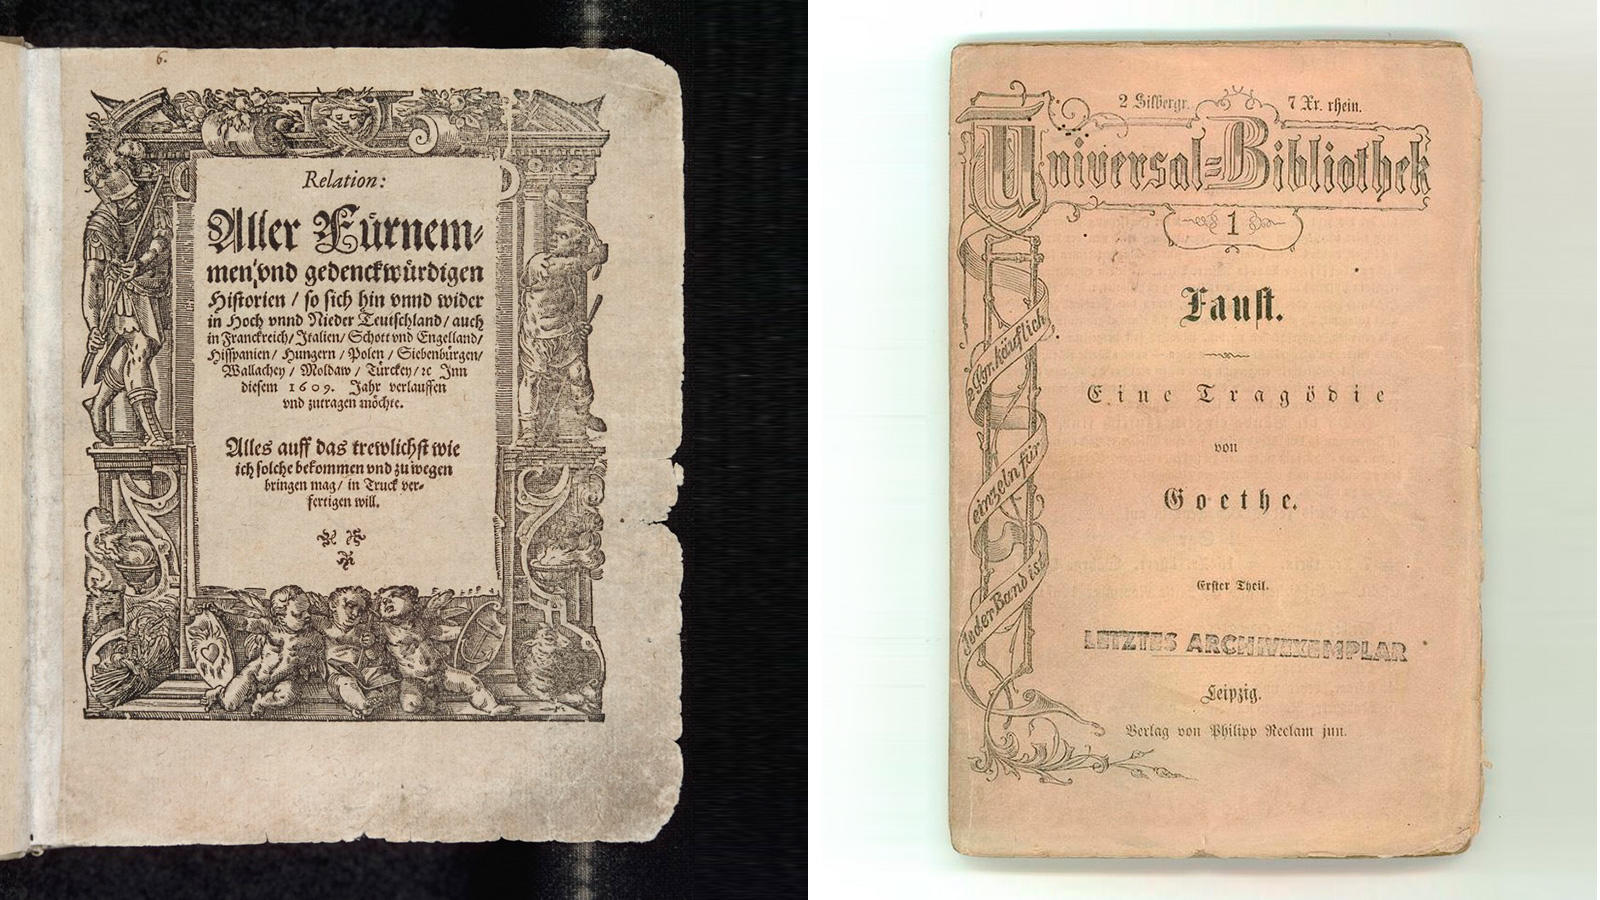 6.
Relation:
Aller Fürnem⸗
men/ vnd gedenckwürdigen
Historien / so sich hin vnnd wider
in Hoch vnnd Nieder Teutschland/ auch
in Franckreich/ Italien/ Schott vnd Engelland/
Hisspanien / Hungern / Polen / Siebenbürgen/
Wallachey / Moldaw / Türckey/ ꝛc Inn
diesem 1609. Jahr verlauffen
vnd zutragen möchte.
Alles auff das trewlichst wie
ich solche bekommen vnd zu wegen
bringen mag/ in Truck ver⸗
fertigen will.
2 Silbergr. 7 Xr. rhein.
Universal=Bibliothek
1
Faust.
Eine Tragödie
von
Goethe.
Erster Theil.
LETZTES ARCHIVEXEMPLAR
Leipzig.
Verlag von Philipp Reclam jun.
Jeder Band ist
einzeln für
2 Sgr. käuflich